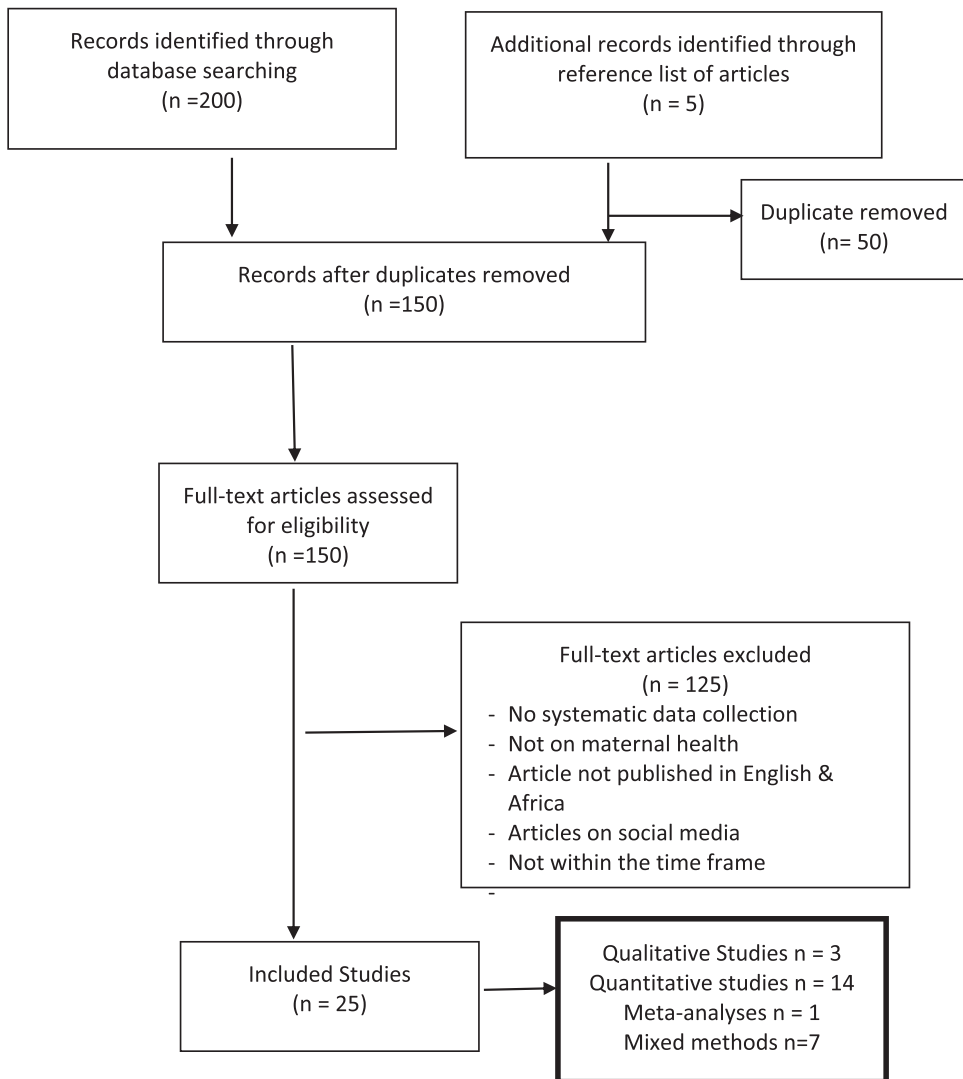 Records identified through
database searching
(n =200)
Additional records identified through
reference list of articles
(n = 5)
Duplicate removed
(n= 50)
Records after duplicates removed
(n =150)
Full-text articles assessed
for eligibility
(n =150)
Full-text articles excluded
(n = 125)
- No systematic data collection
- Not on maternal health
- Article not published in English &
Africa
- Articles on social media
- Not within the time frame
-
Included Studies
(n = 25)
Qualitative Studies n = 3
Quantitative studies n = 14
Meta-analyses n = 1
Mixed methods n=7